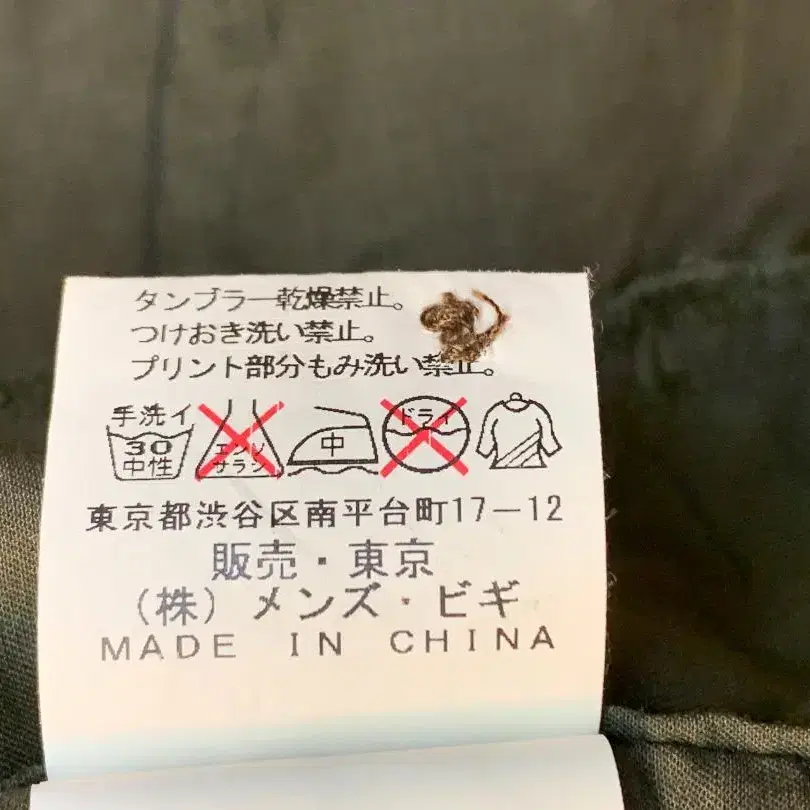 タンブラー乾燥禁止。
つけおき洗い禁止。
プリント部分もみ洗い禁止。
手洗イ
30
中性
エンソ
サラシ
中
ドライ
東京都渋谷区南平台町17-12
販売・東京
(株)メンズ・ビギ
MADE IN CHINA